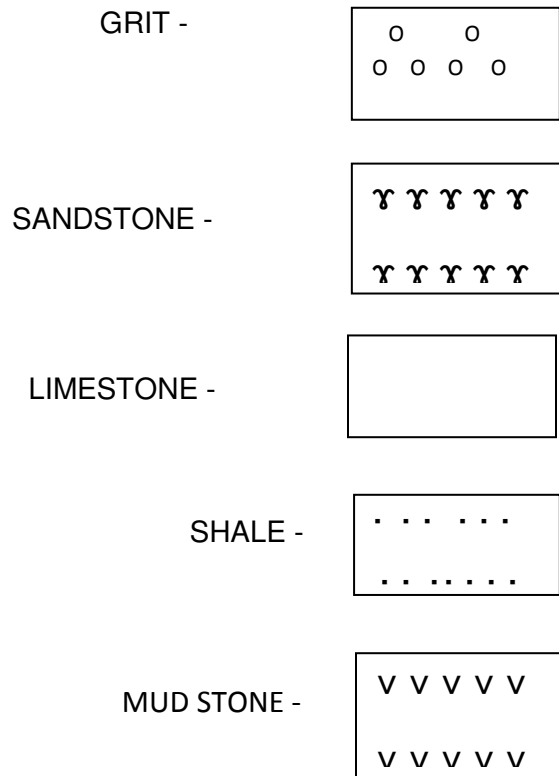 GRIT -
o o
o o o o
SANDSTONE -
ɤ ɤ ɤ ɤ ɤ
ɤ ɤ ɤ ɤ ɤ
LIMESTONE -
SHALE -
. . . . . .
. . . . . . .
MUD STONE -
V V V V V
V V V V V